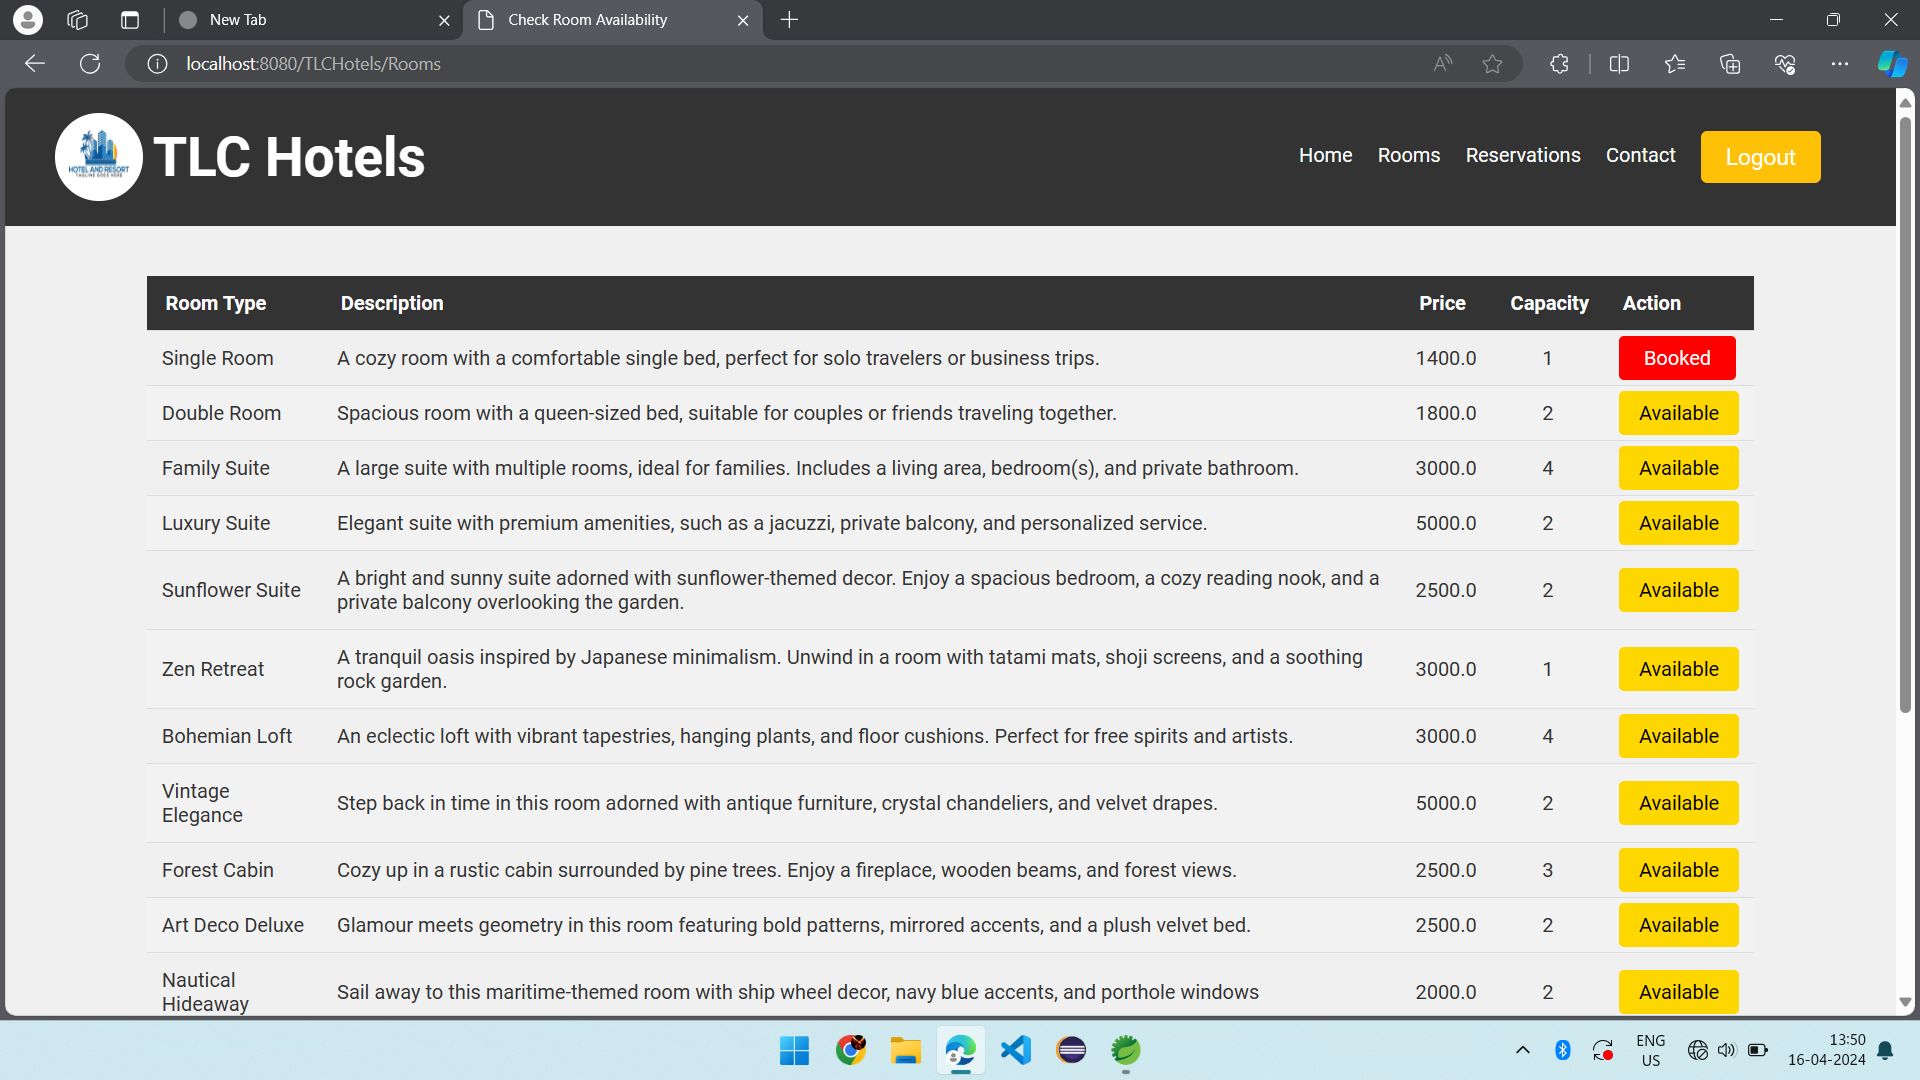 New Tab
Check Room Availability
localhost:8080/TLCHotels/Rooms
HOTEL AND RESORT
TAGLINE GOES HERE
TLC Hotels
Home Rooms Reservations Contact Logout
Room Type Description Price Capacity Action
Single Room A cozy room with a comfortable single bed, perfect for solo travelers or business trips. 1400.0 1 Booked
Double Room Spacious room with a queen-sized bed, suitable for couples or friends traveling together. 1800.0 2 Available
Family Suite A large suite with multiple rooms, ideal for families. Includes a living area, bedroom(s), and private bathroom. 3000.0 4 Available
Luxury Suite Elegant suite with premium amenities, such as a jacuzzi, private balcony, and personalized service. 5000.0 2 Available
Sunflower Suite A bright and sunny suite adorned with sunflower-themed decor. Enjoy a spacious bedroom, a cozy reading nook, and a
private balcony overlooking the garden. 2500.0 2 Available
Zen Retreat A tranquil oasis inspired by Japanese minimalism. Unwind in a room with tatami mats, shoji screens, and a soothing
rock garden. 3000.0 1 Available
Bohemian Loft An eclectic loft with vibrant tapestries, hanging plants, and floor cushions. Perfect for free spirits and artists. 3000.0 4 Available
Vintage
Elegance Step back in time in this room adorned with antique furniture, crystal chandeliers, and velvet drapes. 5000.0 2 Available
Forest Cabin Cozy up in a rustic cabin surrounded by pine trees. Enjoy a fireplace, wooden beams, and forest views. 2500.0 3 Available
Art Deco Deluxe Glamour meets geometry in this room featuring bold patterns, mirrored accents, and a plush velvet bed. 2500.0 2 Available
Nautical
Hideaway Sail away to this maritime-themed room with ship wheel decor, navy blue accents, and porthole windows 2000.0 2 Available
ENG
US
13:50
16-04-2024